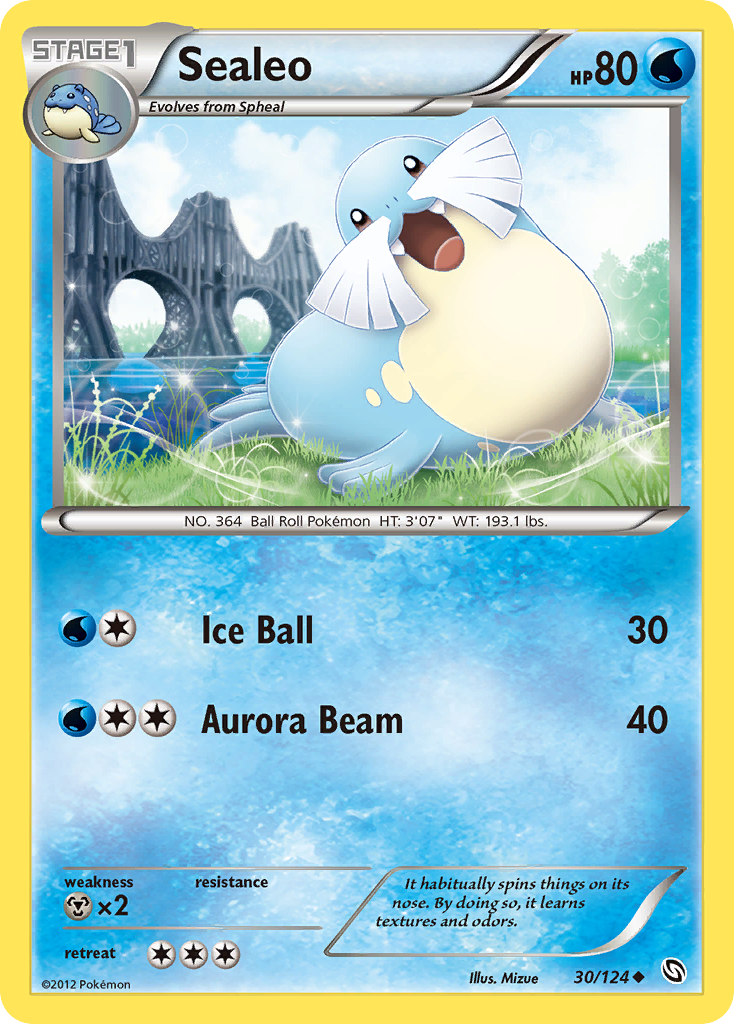 STAGE1
Sealeo
HP80
Evolves from Spheal
NO. 364 Ball Roll Pokémon HT: 3'07" WT: 193.1 lbs.
Ice Ball 30
Aurora Beam 40
weakness resistance
×2
It habitually spins things on its
nose. By doing so, it learns
textures and odors.
retreat
©2012 Pokémon
Illus. Mizue 30/124